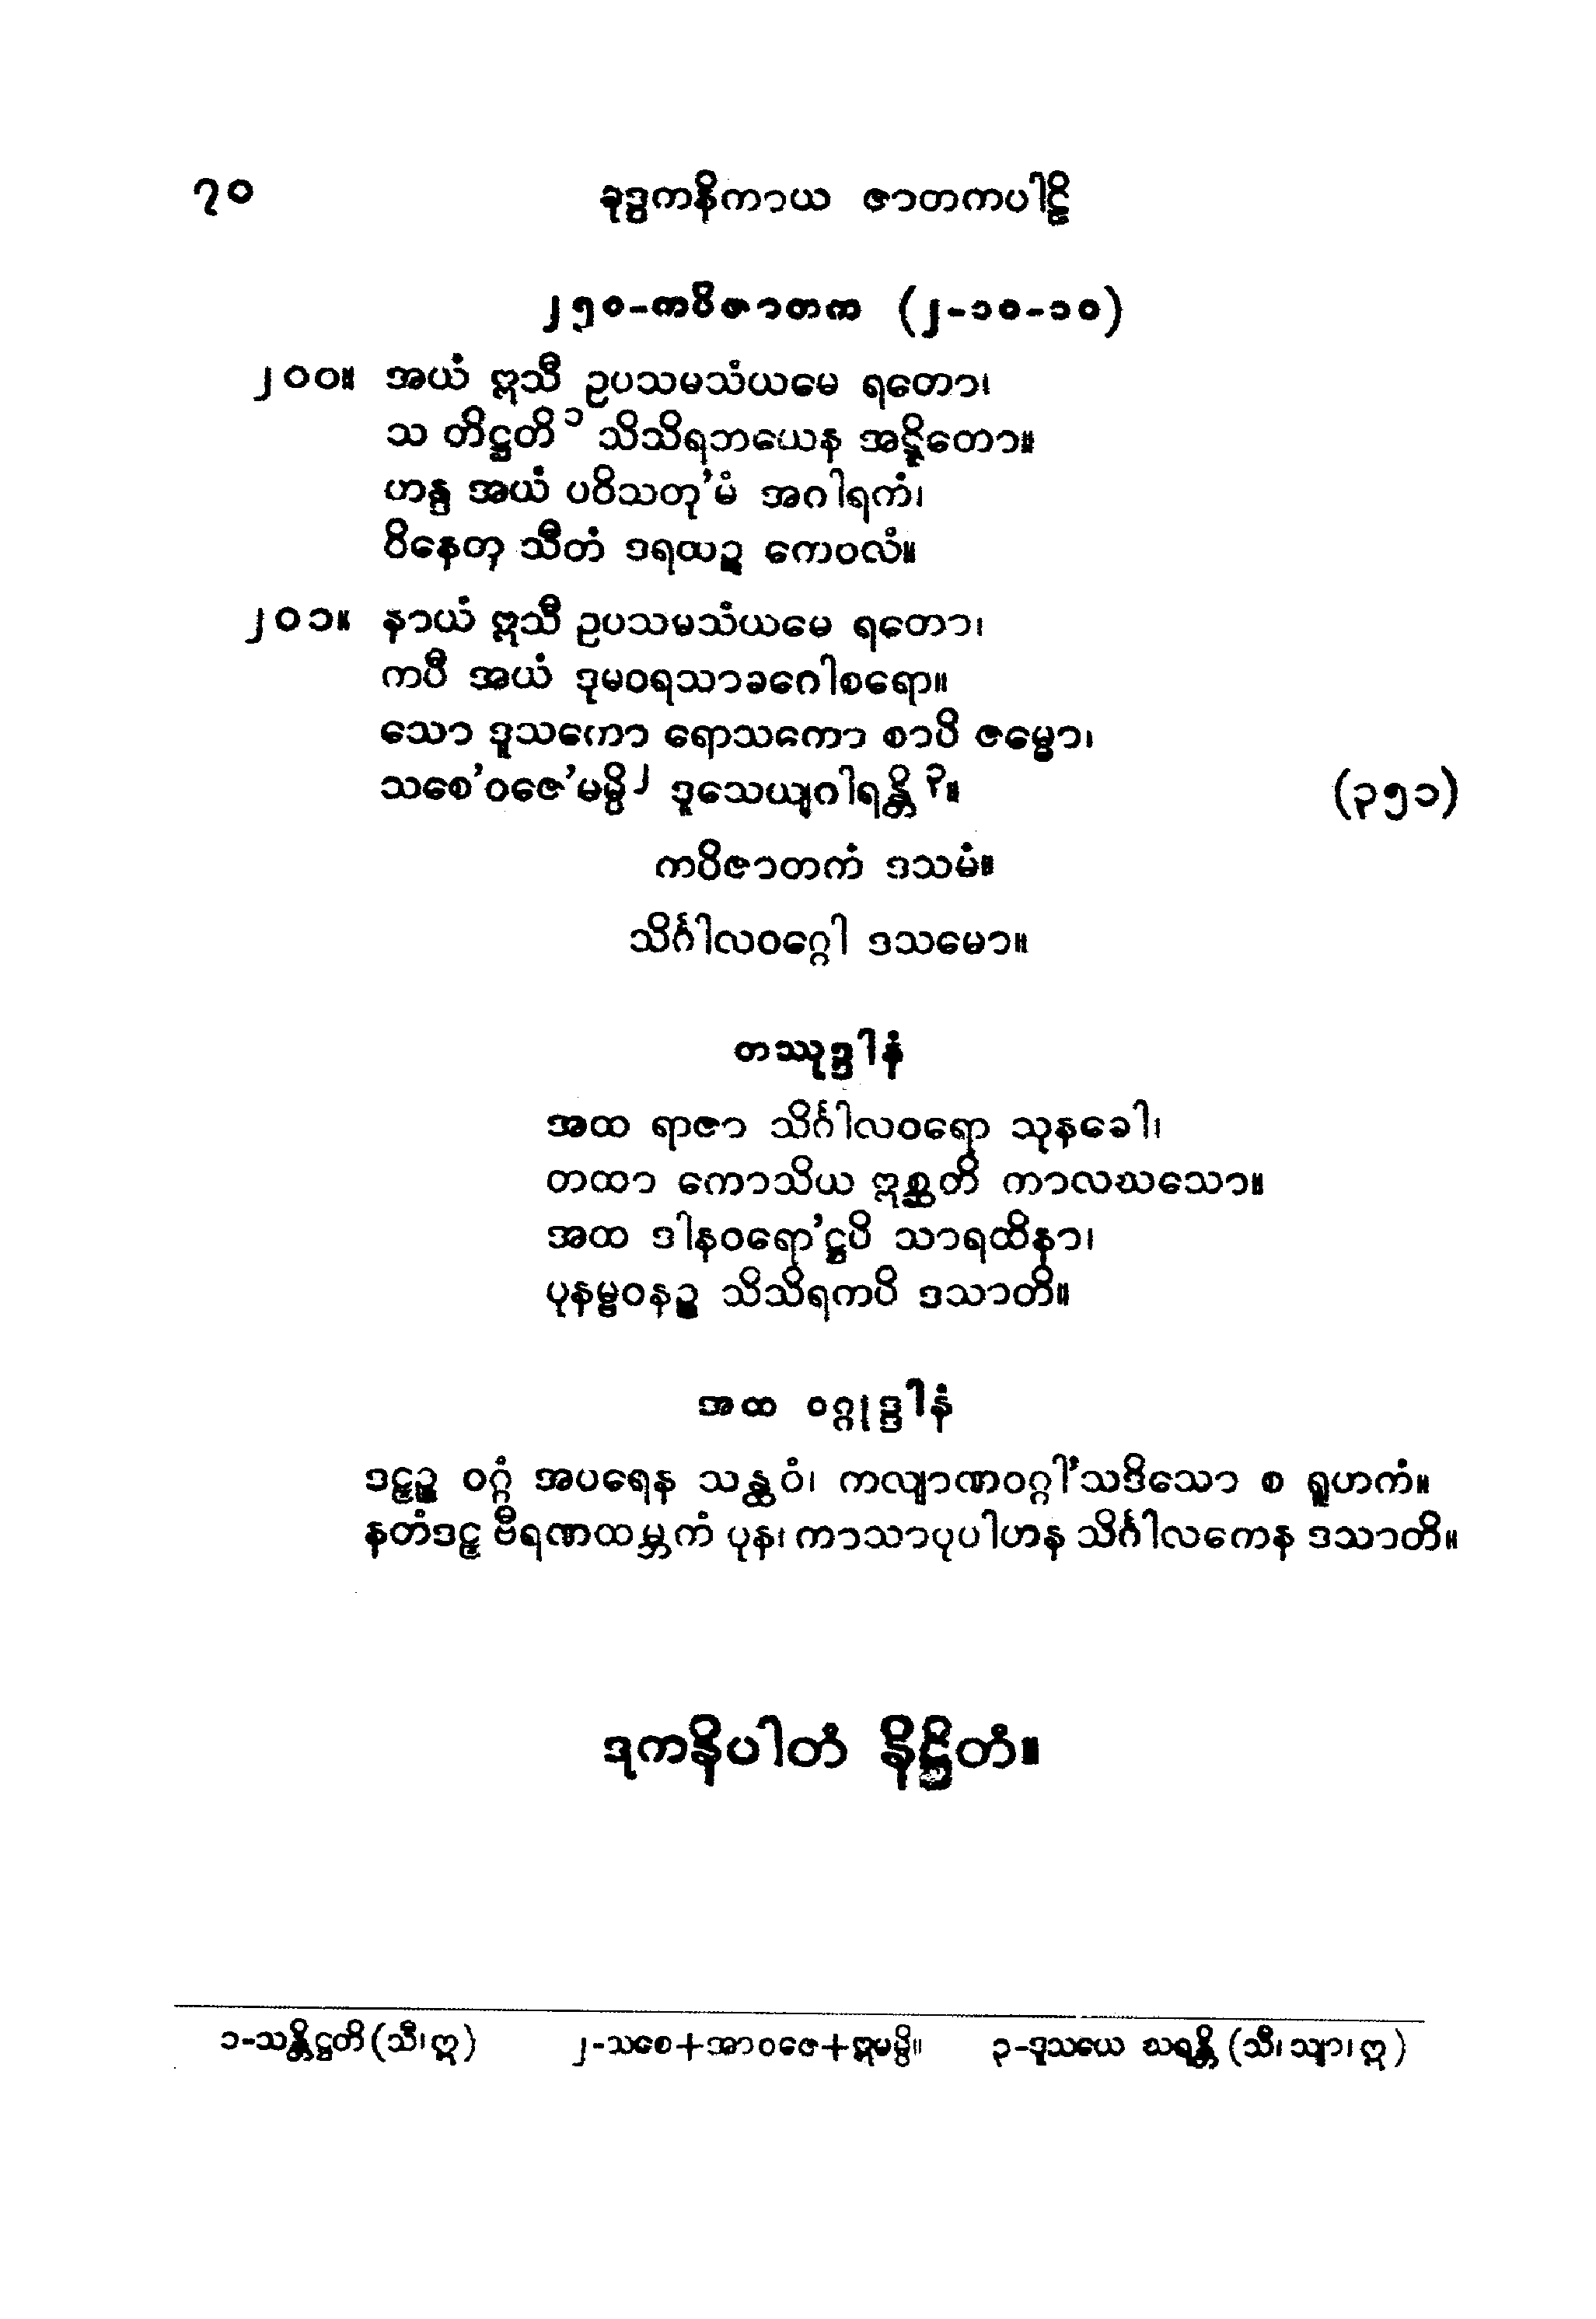 ၇၀ ခုဒ္ဒကနိကာယ ဇာတကပါဠိ
၂၅၀-ကပိဇာတက (၂-၁၀-၁၀)
၂၀၀။ အယံ ဣသီ ဥပသမသံယမေ ရတော၊
သ တိဋ္ဌတိ ၁ သိသိရဘယေန အဋ္ဋိတော။
ဟန္ဒ အယံ ပဝိသတု’မံ အဂါရကံ၊
ဝိနေတု သီတံ ဒရထဉ္စ ကေဝလံ။
၂၀၁။ နာယံ ဣသီ ဥပသမသံယမေ ရတော၊
ကပီ အယံ ဒုမဝရသာခဂေါစရော။
သော ဒူသကော ရောသကော စာပိ ဇမ္မော၊
သစေ’ဝဇေ’မမ္ပိ ၂ ဒူသေယျဂါရန္တိ ၃။ (၃၅၁)
ကပိဇာတကံ ဒသမံ။
သိင်္ဂါလဝဂ္ဂေါ ဒသမော။
တဿုဒ္ဒါနံ
အထ ရာဇာ သိင်္ဂါလဝရော သုနခေါ၊
တထာ ကောသိယ ဣစ္ဆတိ ကာလဃသော။
အထ ဒါနဝရော’ဋ္ဌပိ သာရထိနာ၊
ပုနမ္ဗဝနဉ္စ သိသိရကပိ ဒသာတိ။
အထ ဝဂ္ဂုဒ္ဒါနံ
ဒဠှဉ္စ ဝဂ္ဂံ အပရေန သန္ထဝံ၊ ကလျာဏဝဂ္ဂါ’သဒိသော စ ရူဟကံ။
နတံဒဠှ ဗီရဏထမ္ဘကံ ပုန၊ ကာသာပုပါဟန သိင်္ဂါလကေန ဒသာတိ။
ဒုကနိပါတံ နိဋ္ဌိတံ။
၁-သန္တိဋ္ဌတိ (သီ၊ ဣ) ၂-သစေ+အာဝဇေ+ဣမမ္ပိ။ ၃-ဒူသယေ ဃရန္တိ (သီ၊ သျာ၊ ဣ)